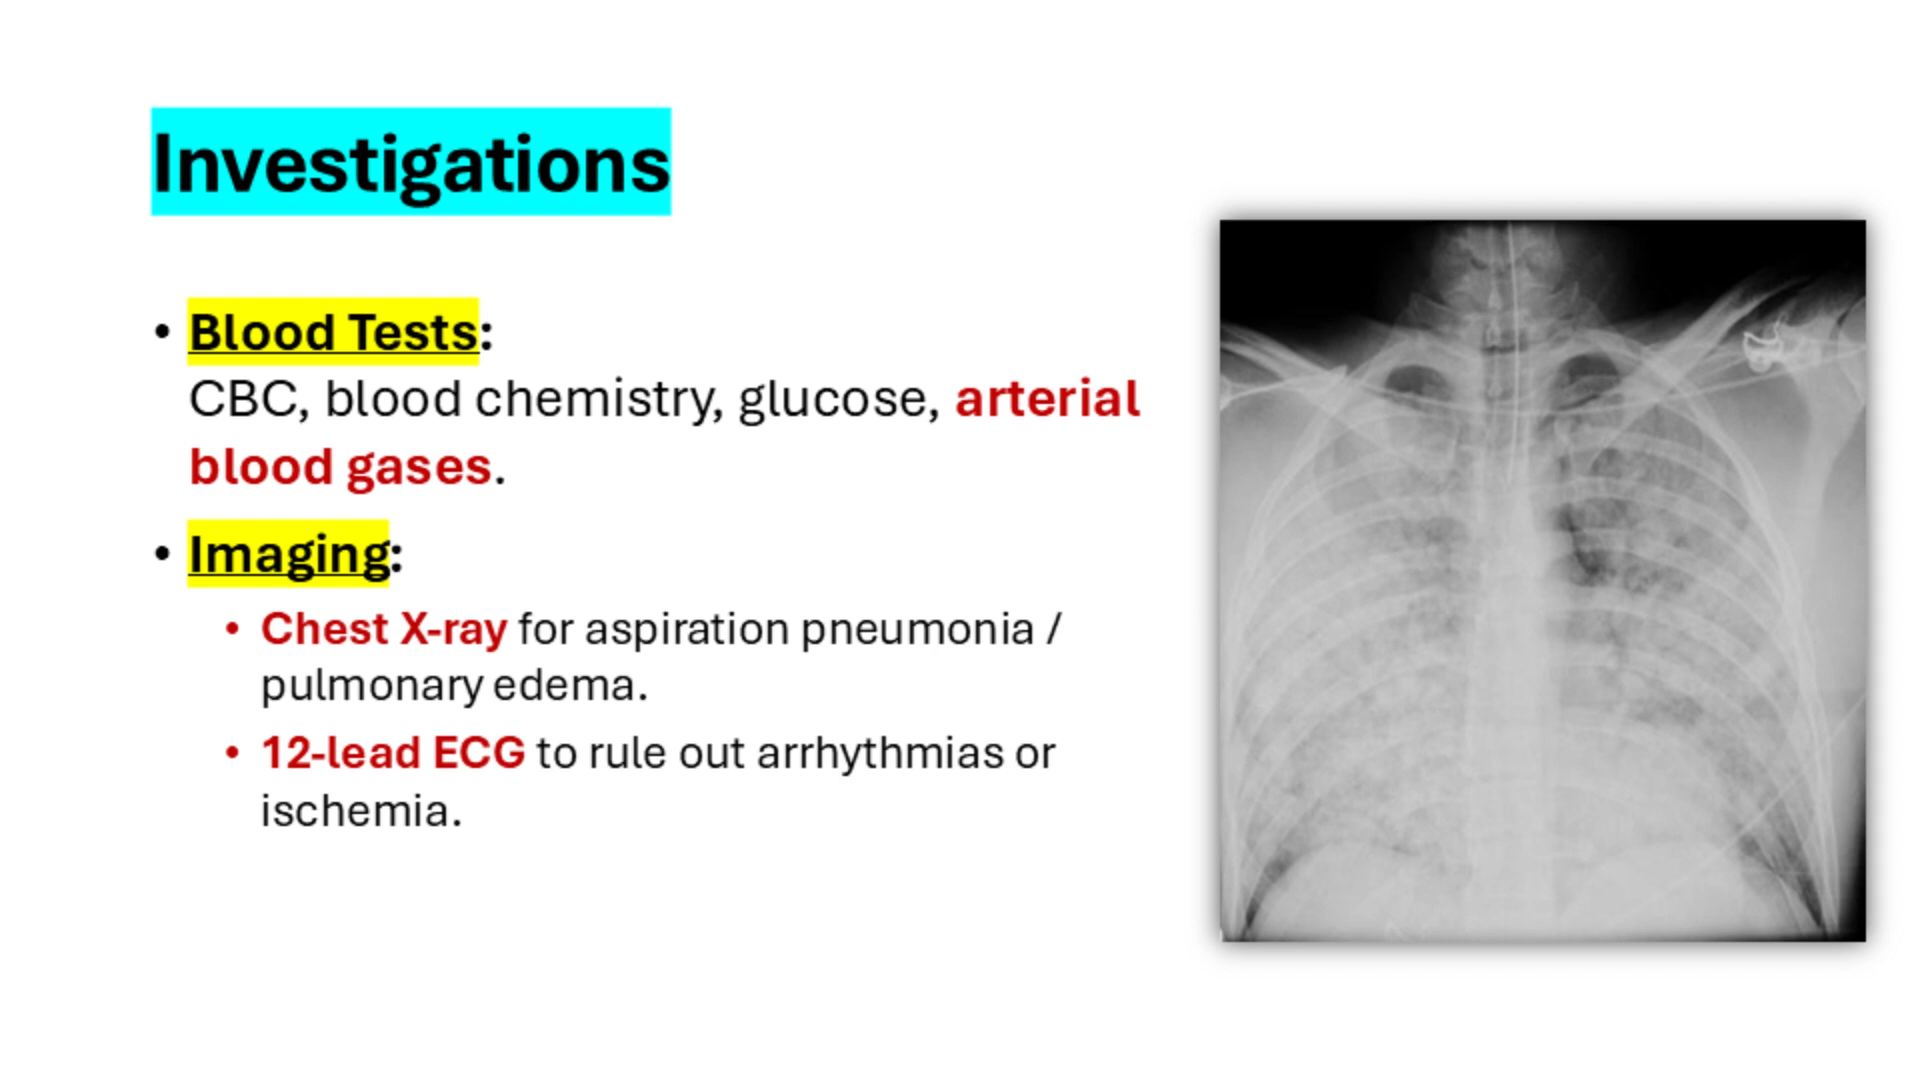 Investigations
• Blood Tests:
CBC, blood chemistry, glucose, arterial
blood gases.
• Imaging:
• Chest X-ray for aspiration pneumonia /
pulmonary edema.
• 12-lead ECG to rule out arrhythmias or
ischemia.